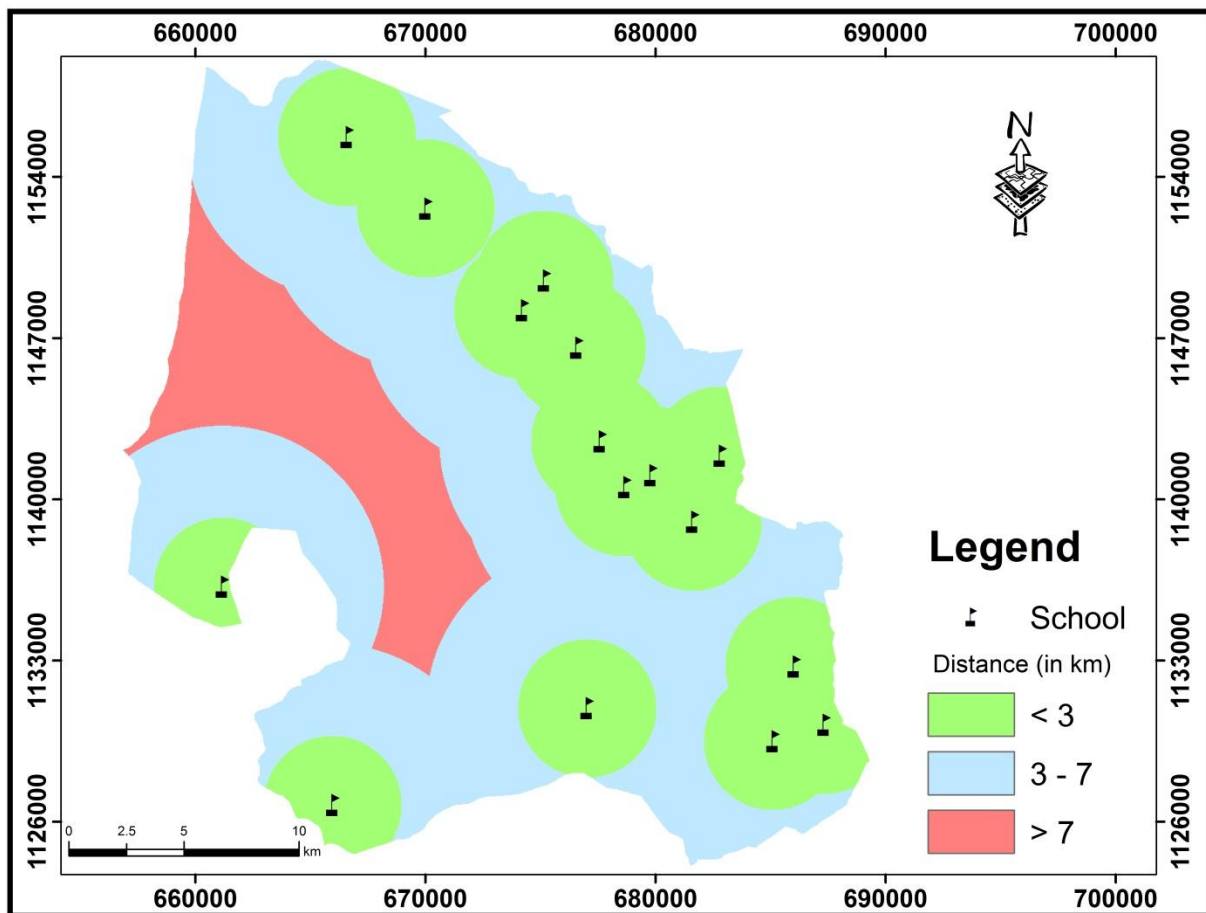 660000 670000 680000 690000 700000
N
1154000 1154000
1147000 1147000
1140000 1140000
1133000 1133000
1126000 1126000
Legend
School
Distance (in km)
< 3
3 - 7
> 7
0 2.5 5 10
km
660000 670000 680000 690000 700000